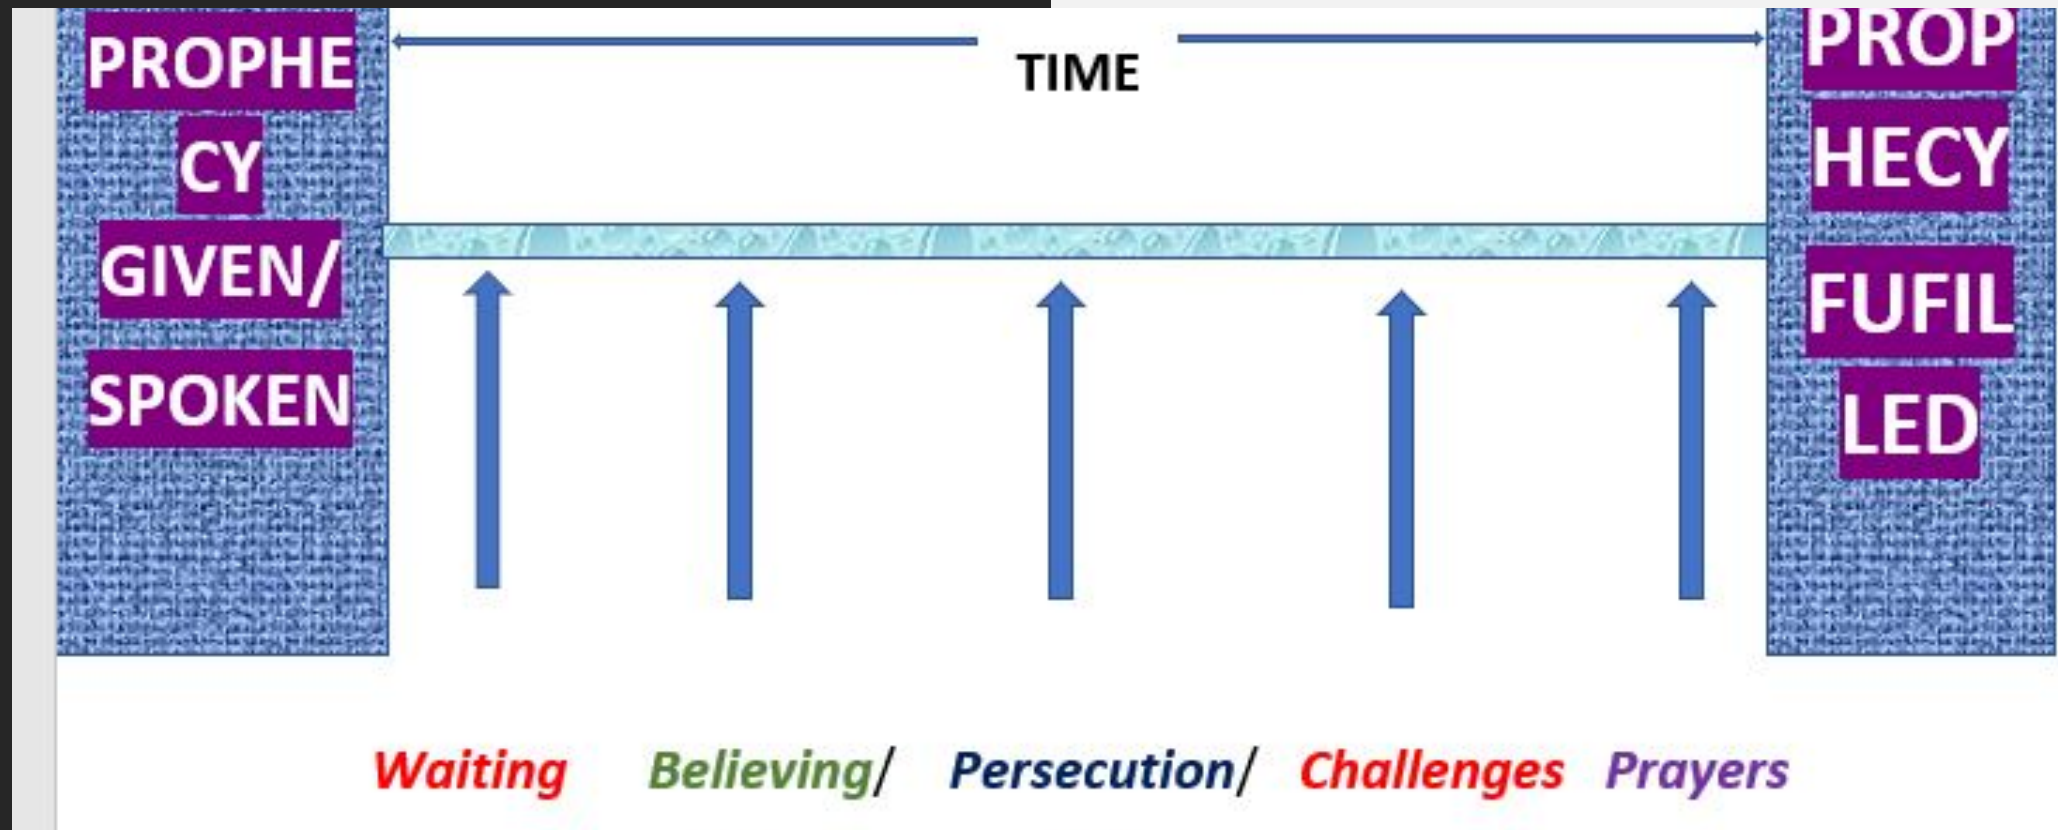 PROPHE
CY
GIVEN/
SPOKEN
TIME
PROP
HECY
FUFIL
LED
Waiting Believing/ Persecution/ Challenges Prayers